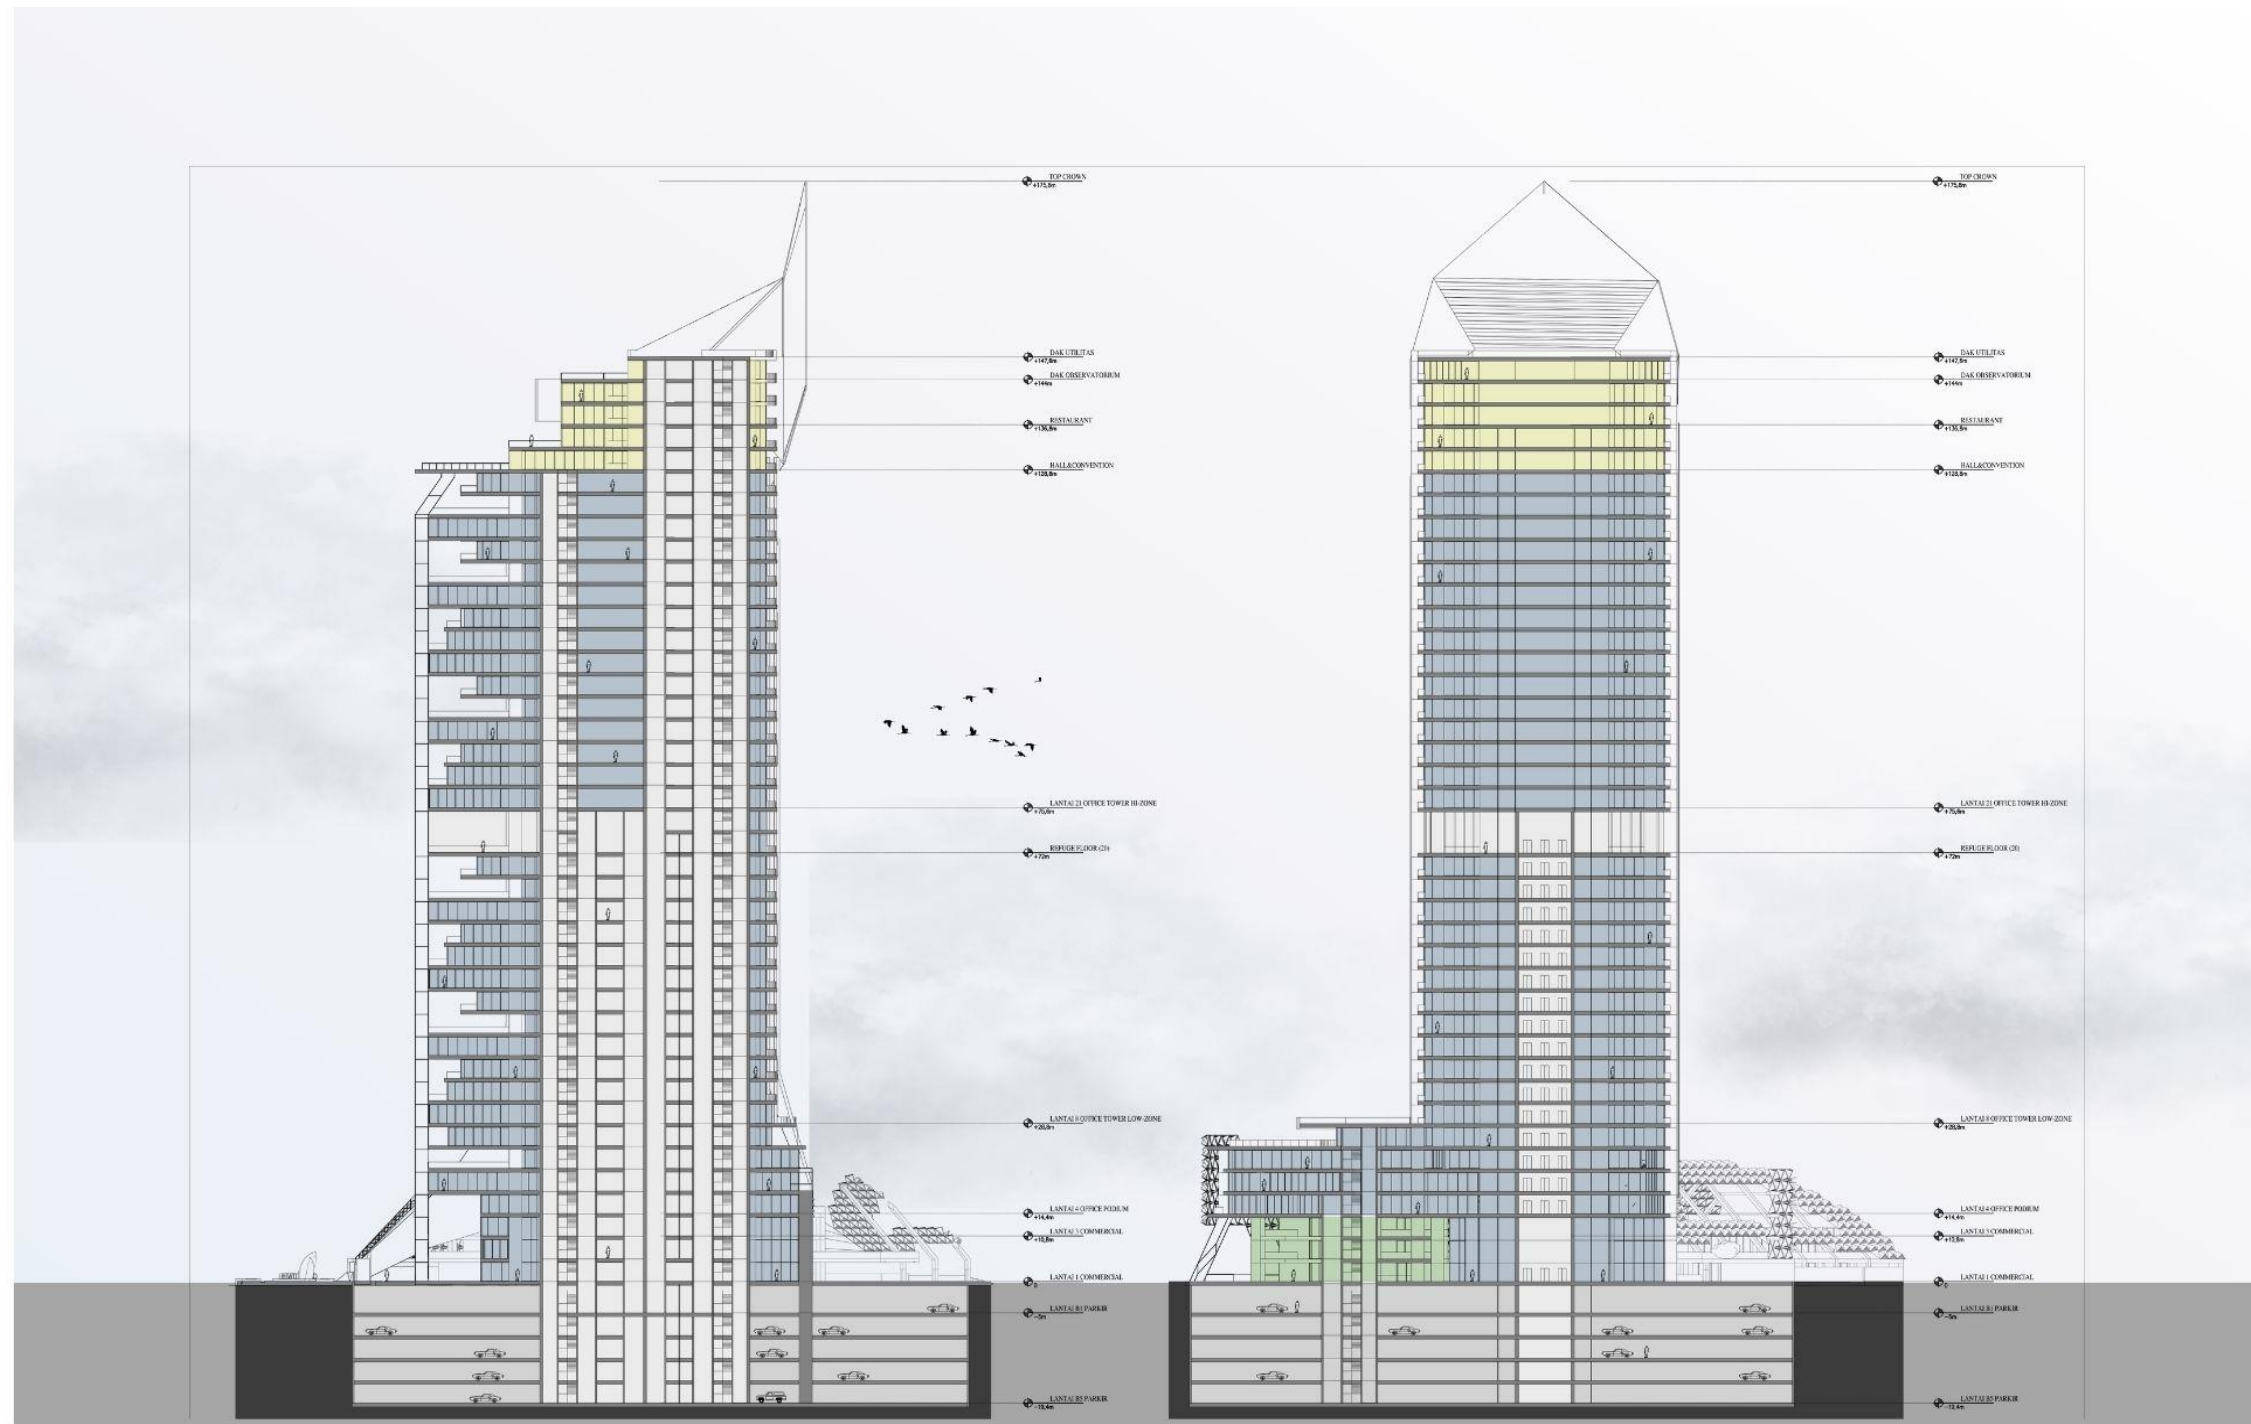 TOP CROWN
+175,8m
DAK UTILITAS
+147,8m
DAK OBSERVATORIUM
+144m
RESTAURANT
+136,8m
HALL&CONVENTION
+128,8m
LANTAI 21 OFFICE TOWER HI-ZONE
+75,6m
REFUGE FLOOR (20)
+72m
LANTAI 8 OFFICE TOWER LOW-ZONE
+28,8m
LANTAI 4 OFFICE PODIUM
+14,4m
LANTAI 3 COMMERCIAL
+10,8m
LANTAI 1 COMMERCIAL
0
LANTAI B1 PARKIR
-5m
LANTAI B5 PARKIR
-19,4m
TOP CROWN
+175,8m
DAK UTILITAS
+147,8m
DAK OBSERVATORIUM
+144m
RESTAURANT
+136,8m
HALL&CONVENTION
+128,8m
LANTAI 21 OFFICE TOWER HI-ZONE
+75,6m
REFUGE FLOOR (20)
+72m
LANTAI 8 OFFICE TOWER LOW-ZONE
+28,8m
LANTAI 4 OFFICE PODIUM
+14,4m
LANTAI 3 COMMERCIAL
+10,8m
LANTAI 1 COMMERCIAL
0
LANTAI B1 PARKIR
-5m
LANTAI B5 PARKIR
-19,4m